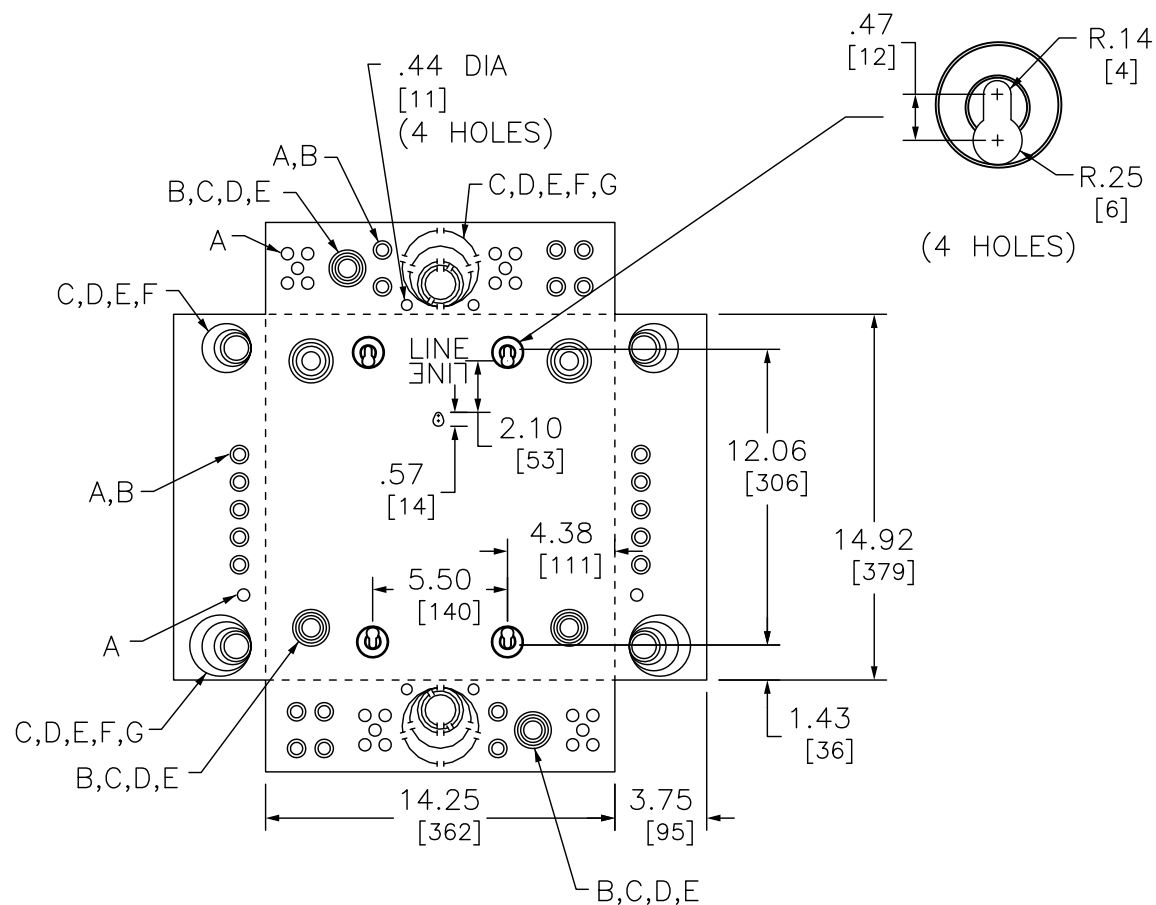 .47
[12]
R.14
[4]
.44 DIA
[11]
(4 HOLES)
A,B
B,C,D,E
C,D,E,F,G
A
R.25
[6]
(4 HOLES)
C,D,E,F
LINE
LINE
2.10
[53]
12.06
[306]
.57
[14]
A,B
4.38
[111]
14.92
[379]
5.50
[140]
A
C,D,E,F,G
B,C,D,E
1.43
[36]
14.25
[362]
3.75
[95]
B,C,D,E